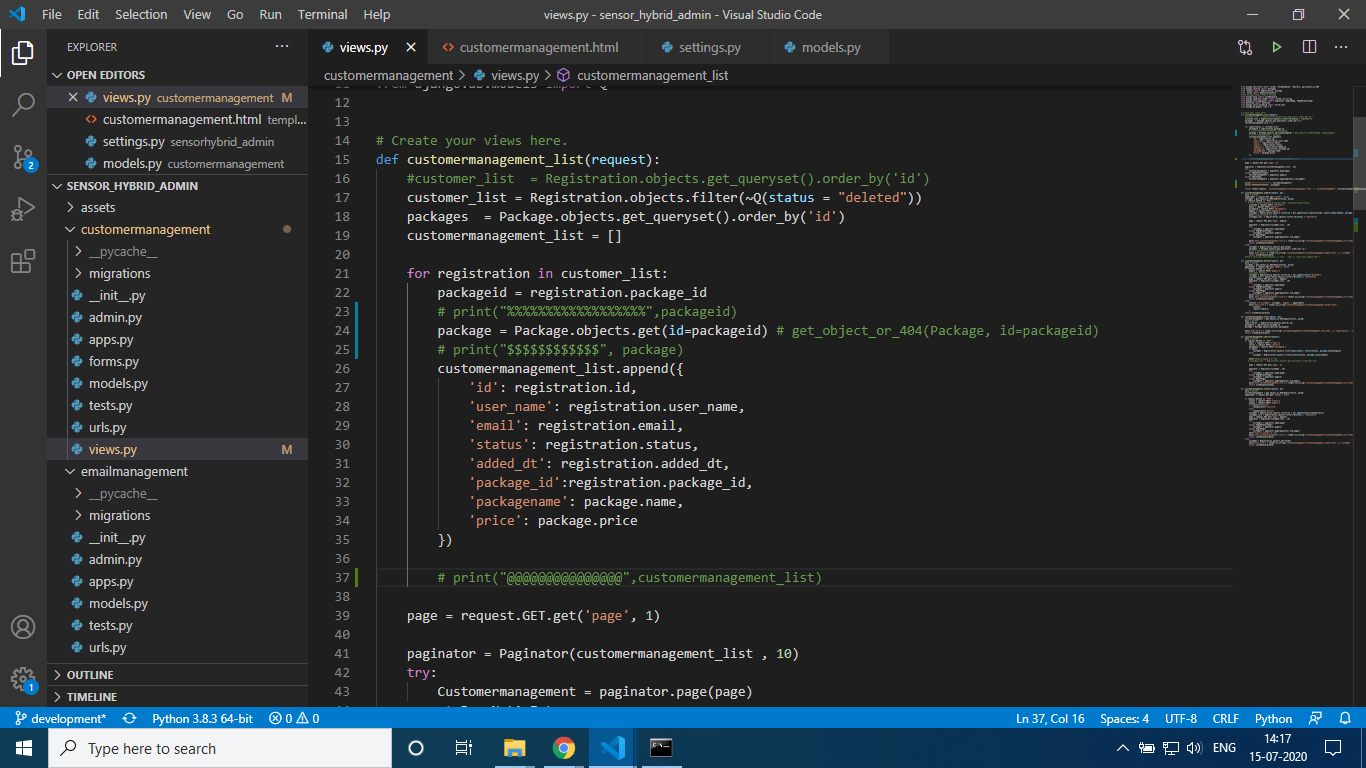 File Edit Selection View Go Run Terminal Help
views.py - sensor_hybrid_admin - Visual Studio Code
EXPLORER
views.py
customermanagement.html
settings.py
models.py
OPEN EDITORS
customermanagement > views.py > customermanagement_list
views.py customermanagement M
customermanagement.html templ...
settings.py sensorhybrid_admin
models.py customermanagement
SENSOR_HYBRID_ADMIN
assets
customermanagement
__pycache__
migrations
__init__.py
admin.py
apps.py
forms.py
models.py
tests.py
urls.py
views.py M
emailmanagement
__pycache__
migrations
__init__.py
admin.py
apps.py
models.py
tests.py
urls.py
OUTLINE
TIMELINE
2
1
11 from django.db.models import Q
12
13
14 # Create your views here.
15 def customermanagement_list(request):
16 #customer_list  = Registration.objects.get_queryset().order_by('id')
17 customer_list = Registration.objects.filter(~Q(status = "deleted"))
18 packages  = Package.objects.get_queryset().order_by('id')
19 customermanagement_list = []
20
21 for registration in customer_list:
22 packageid = registration.package_id
23 # print("%%%%%%%%%%%%%%%%%%",packageid)
24 package = Package.objects.get(id=packageid) # get_object_or_404(Package, id=packageid)
25 # print("$$$$$$$$$$$$", package)
26 customermanagement_list.append({
27 'id': registration.id,
28 'user_name': registration.user_name,
29 'email': registration.email,
30 'status': registration.status,
31 'added_dt': registration.added_dt,
32 'package_id':registration.package_id,
33 'packagename': package.name,
34 'price': package.price
35 })
36
37 # print("@@@@@@@@@@@@@@@",customermanagement_list)
38
39 page = request.GET.get('page', 1)
40
41 paginator = Paginator(customermanagement_list , 10)
42 try:
43 Customermanagement = paginator.page(page)
development*
Python 3.8.3 64-bit
0 0
Ln 37, Col 16
Spaces: 4
UTF-8
CRLF
Python
Type here to search
ENG
14:17
15-07-2020